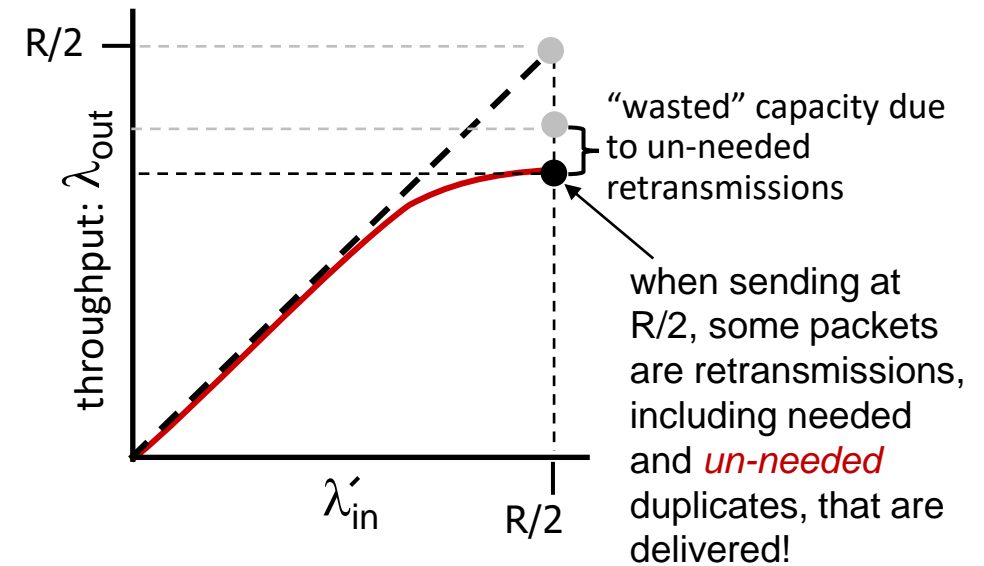 R/2
throughput: λout
“wasted” capacity due
to un-needed
retransmissions
when sending at
R/2, some packets
are retransmissions,
including needed
and un-needed
duplicates, that are
delivered!
λ′in
R/2